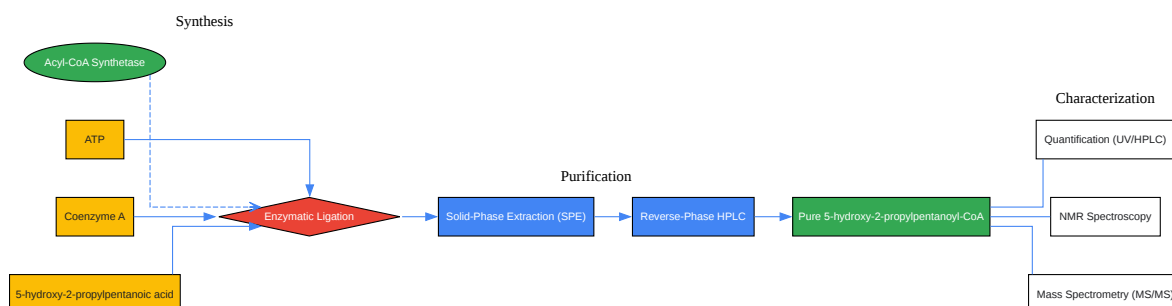 Synthesis
Acyl-CoA Synthetase
Characterization
ATP
Quantification (UV/HPLC)
Purification
Coenzyme A
Enzymatic Ligation
Solid-Phase Extraction (SPE)
Reverse-Phase HPLC
Pure 5-hydroxy-2-propylpentanoyl-CoA
NMR Spectroscopy
5-hydroxy-2-propylpentanoic acid
Mass Spectrometry (MS/MS)